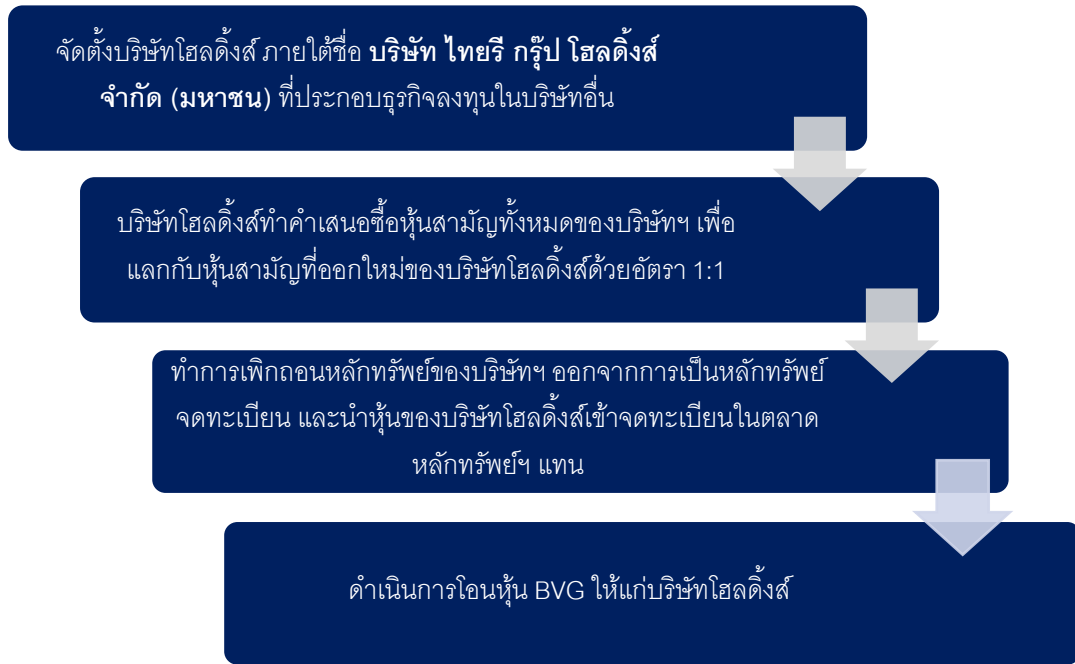 จัดตั้งบริษัทโฮลดิ้งส์ ภายใต้ชื่อ บริษัท ไทยรี กรุ๊ป โฮลดิ้งส์
จำกัด (มหาชน) ที่ประกอบธุรกิจลงทุนในบริษัทอื่น
บริษัทโฮลดิ้งส์ทำคำเสนอซื้อหุ้นสามัญทั้งหมดของบริษัทฯ เพื่อ
แลกกับหุ้นสามัญที่ออกใหม่ของบริษัทโฮลดิ้งส์ด้วยอัตรา 1:1
ทำการเพิกถอนหลักทรัพย์ของบริษัทฯ ออกจากการเป็นหลักทรัพย์
จดทะเบียน และนำหุ้นของบริษัทโฮลดิ้งส์เข้าจดทะเบียนในตลาด
หลักทรัพย์ฯ แทน
ดำเนินการโอนหุ้น BVG ให้แก่บริษัทโฮลดิ้งส์